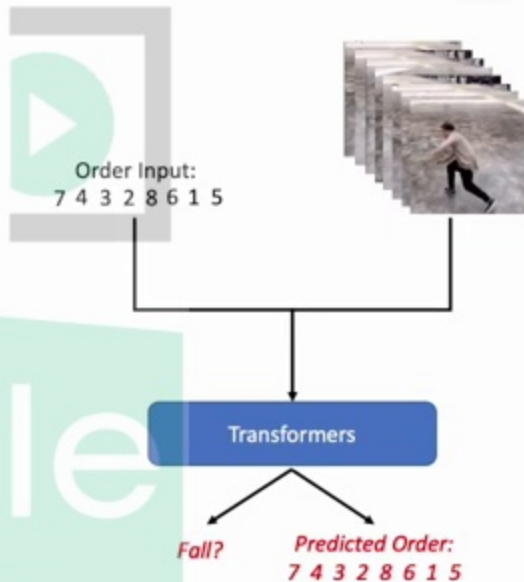 Order Input:
7 4 3 2 8 6 1 5
Transformers
le
Fall?
Predicted Order:
7 4 3 2 8 6 1 5